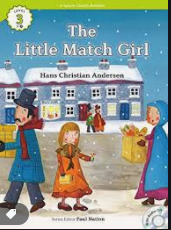 LEVEL
3
The
Little Match Girl
Hans Christian Andersen
Series Editor Paul Nation